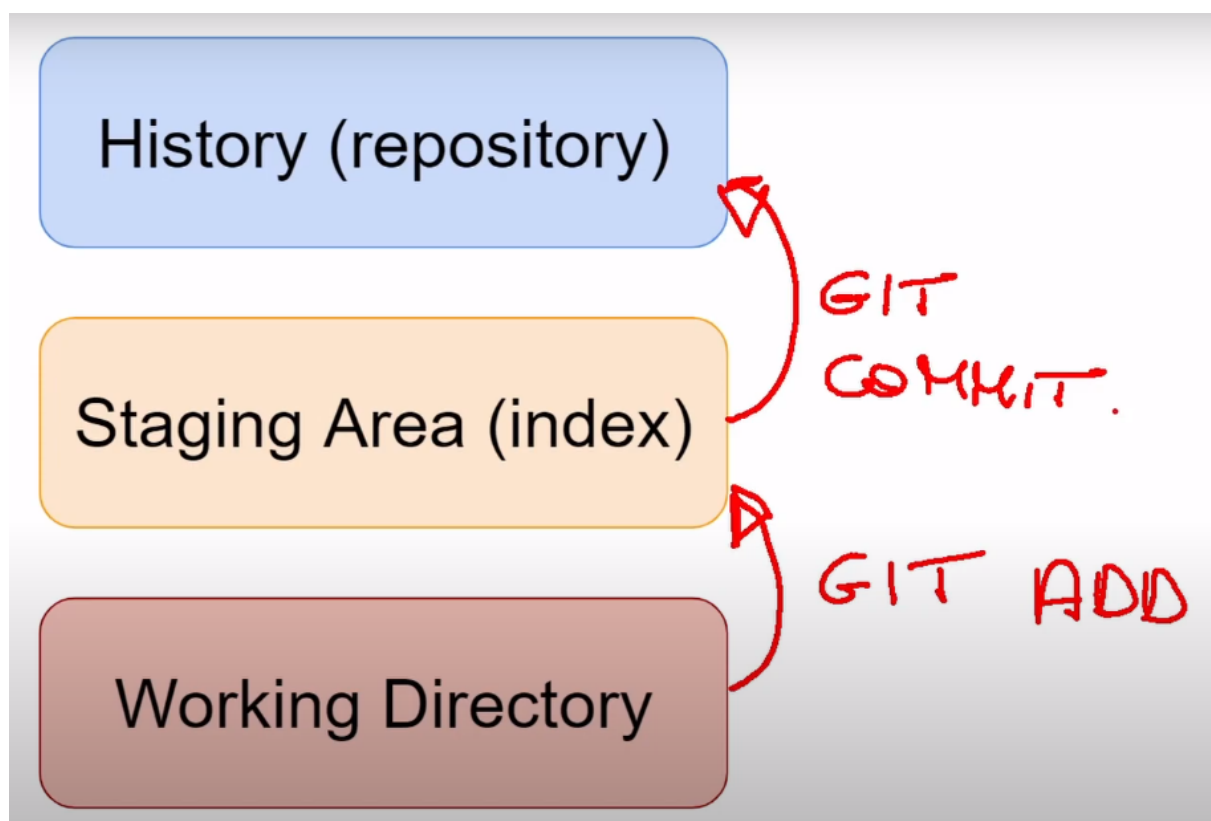 History (repository)
GIT
COMMIT.
Staging Area (index)
GIT ADD
Working Directory